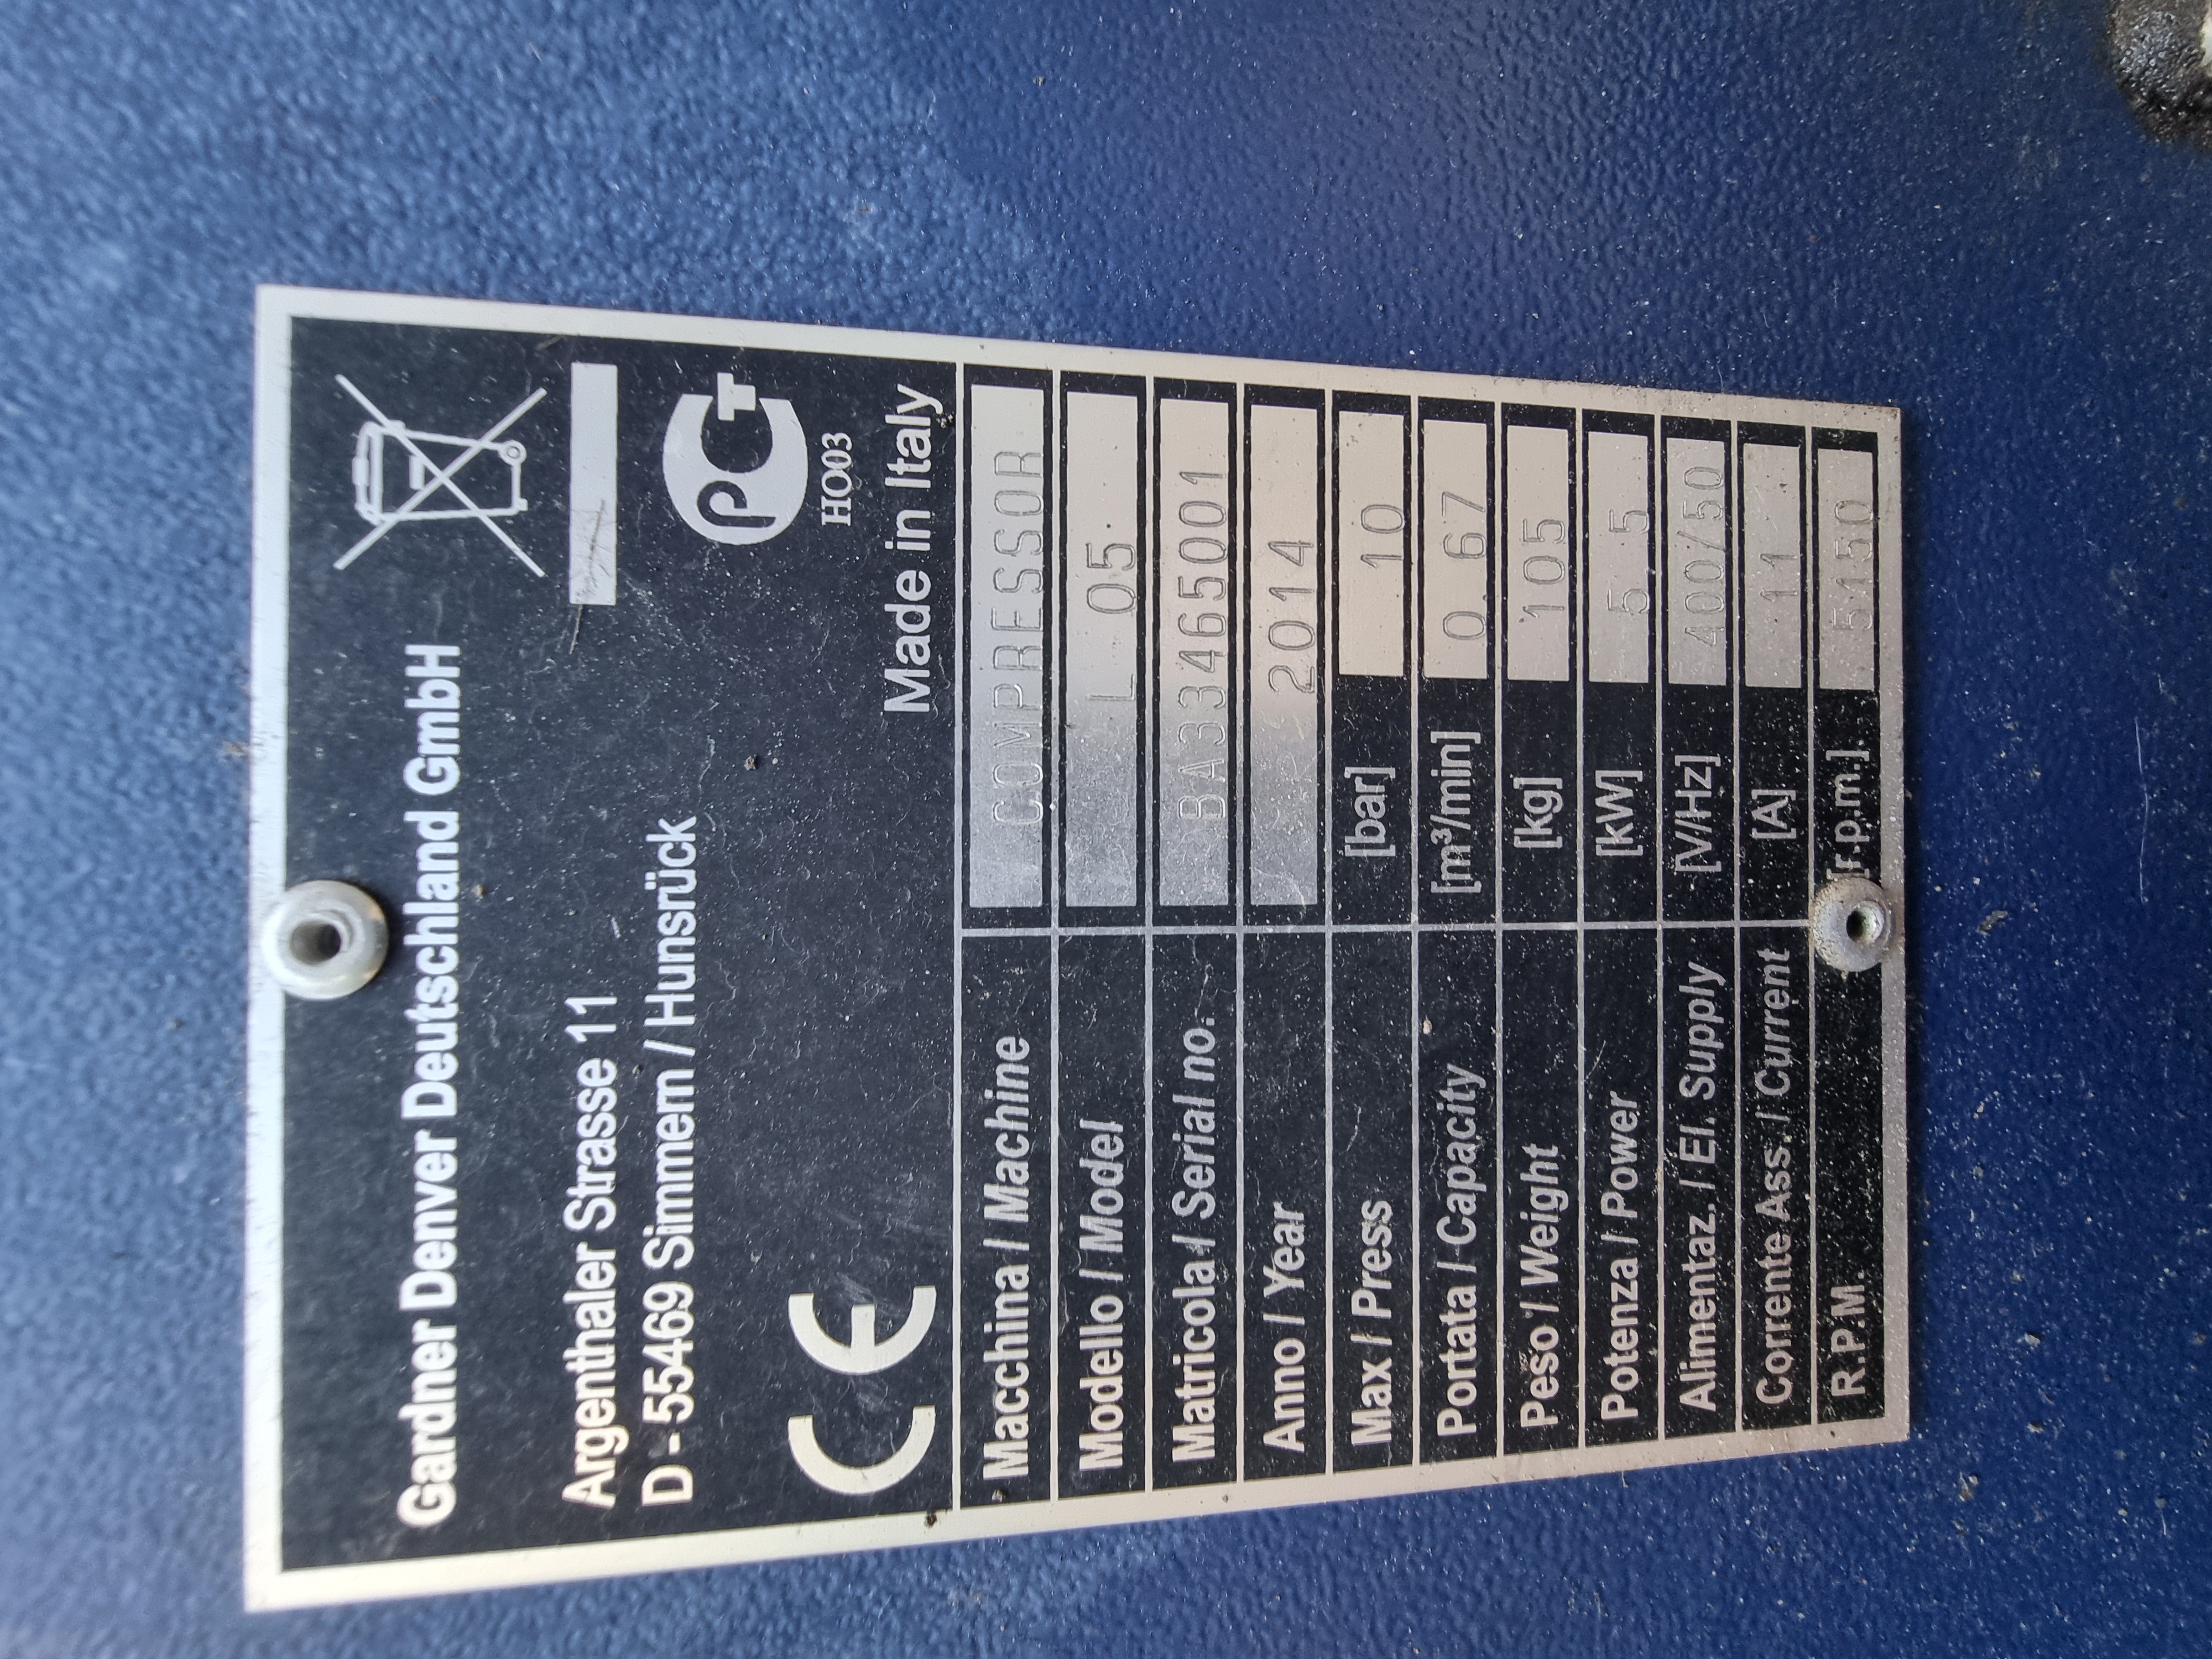 Gardner Denver Deutschland GmbH
Argenthaler Strasse 11
D - 55469 Simmern / Hunsrück
CE
PCT
HO03
Made in Italy
Macchina / Machine COMPRESSOR
Modello / Model L 05
Matricola / Serial no. BA33465001
Anno / Year 2014
Max / Press [bar] 10
Portata / Capacity [m³/min] 0.67
Peso / Weight [kg] 105
Potenza / Power [kW] 5.5
Alimentaz. / El. Supply [V/Hz] 400/50
Corrente Ass. / Current [A] 11
R.P.M. [r.p.m.] 5150